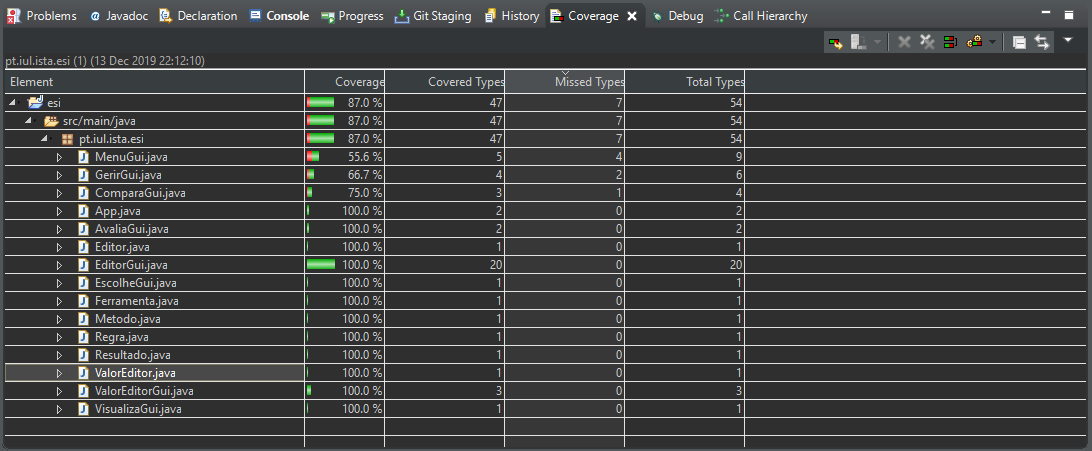 Problems Javadoc Declaration Console Progress Git Staging History Coverage Debug Call Hierarchy
pt.iul.ista.esi (1) (13 Dec 2019 22:12:10)
Element Coverage Covered Types Missed Types Total Types
esi 87.0 % 47 7 54
src/main/java 87.0 % 47 7 54
pt.iul.ista.esi 87.0 % 47 7 54
MenuGui.java 55.6 % 5 4 9
GerirGui.java 66.7 % 4 2 6
ComparaGui.java 75.0 % 3 1 4
App.java 100.0 % 2 0 2
AvaliaGui.java 100.0 % 2 0 2
Editor.java 100.0 % 1 0 1
EditorGui.java 100.0 % 20 0 20
EscolheGui.java 100.0 % 1 0 1
Ferramenta.java 100.0 % 1 0 1
Metodo.java 100.0 % 1 0 1
Regra.java 100.0 % 1 0 1
Resultado.java 100.0 % 1 0 1
ValorEditor.java 100.0 % 1 0 1
ValorEditorGui.java 100.0 % 3 0 3
VisualizaGui.java 100.0 % 1 0 1